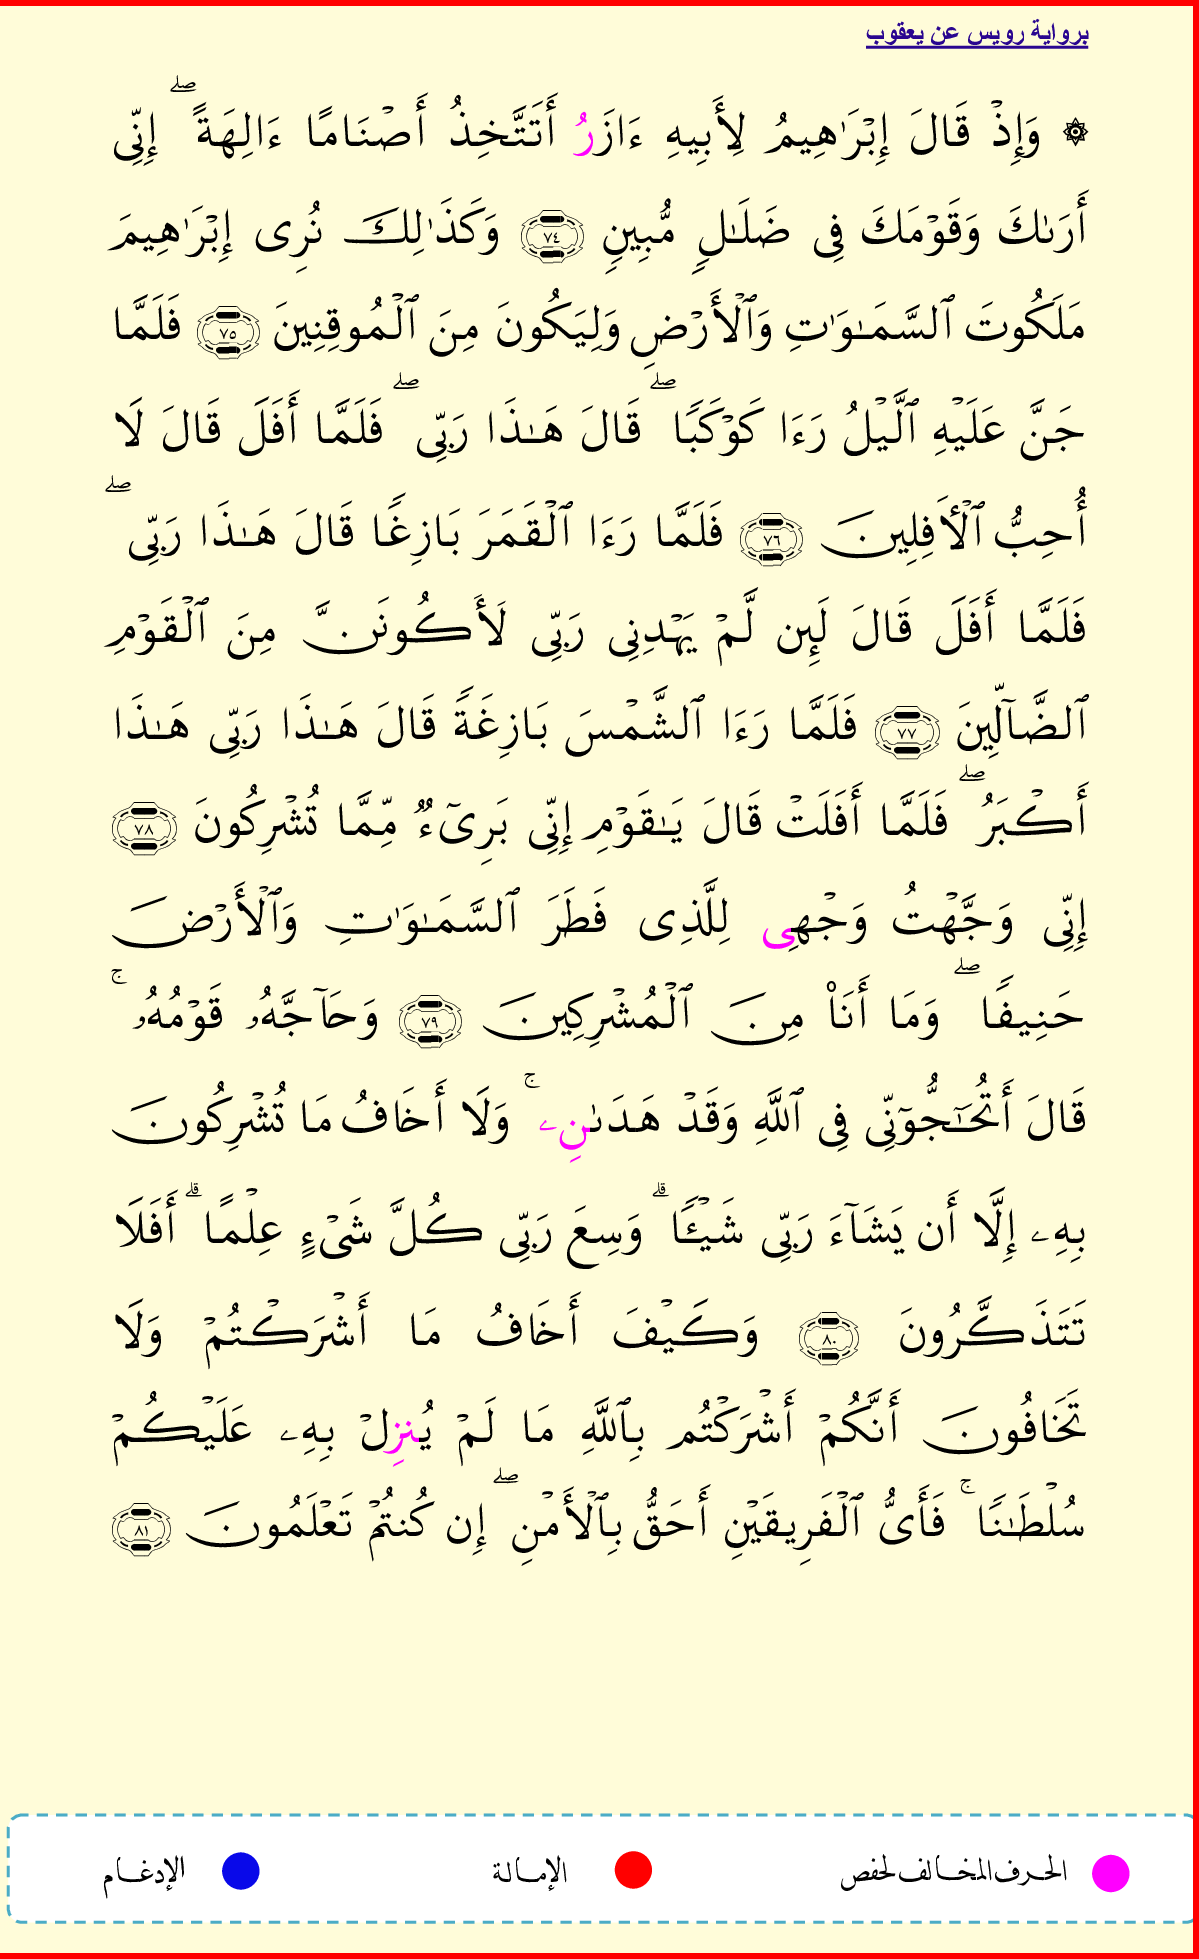 برواية رويس عن يعقوب
۞ وَإِذۡ قَالَ إِبۡرَٰهِيمُ لِأَبِيهِ ءَازَرُ أَتَتَّخِذُ أَصۡنَامًا ءَالِهَةًۖ إِنِّى
أَرَىٰكَ وَقَوۡمَكَ فِى ضَلَٰلٖ مُّبِينٖ ٧٤ وَكَذَٰلِكَ نُرِى إِبۡرَٰهِيمَ
مَلَكُوتَ ٱلسَّمَٰوَٰتِ وَٱلۡأَرۡضِ وَلِيَكُونَ مِنَ ٱلۡمُوقِنِينَ ٧٥ فَلَمَّا
جَنَّ عَلَيۡهِ ٱلَّيۡلُ رَءَا كَوۡكَبٗاۖ قَالَ هَٰذَا رَبِّىۖ فَلَمَّا أَفَلَ قَالَ لَا
أُحِبُّ ٱلۡأٓفِلِينَ ٧٦ فَلَمَّا رَءَا ٱلۡقَمَرَ بَازِغٗا قَالَ هَٰذَا رَبِّىۖ
فَلَمَّا أَفَلَ قَالَ لَئِن لَّمۡ يَهۡدِنِى رَبِّى لَأَكُونَنَّ مِنَ ٱلۡقَوۡمِ
ٱلضَّآلِّينَ ٧٧ فَلَمَّا رَءَا ٱلشَّمۡسَ بَازِغَةٗ قَالَ هَٰذَا رَبِّى هَٰذَا
أَكۡبَرُۖ فَلَمَّا أَفَلَتۡ قَالَ يَٰقَوۡمِ إِنِّى بَرِىٓءٞ مِّمَّا تُشۡرِكُونَ ٧٨
إِنِّى وَجَّهۡتُ وَجۡهِى لِلَّذِى فَطَرَ ٱلسَّمَٰوَٰتِ وَٱلۡأَرۡضَ
حَنِيفٗاۖ وَمَا أَنَا۠ مِنَ ٱلۡمُشۡرِكِينَ ٧٩ وَحَآجَّهُۥ قَوۡمُهُۥۚ
قَالَ أَتُحَٰٓجُّوٓنِّى فِى ٱللَّهِ وَقَدۡ هَدَىٰنِۦۚ وَلَا أَخَافُ مَا تُشۡرِكُونَ
بِهِۦ إِلَّا أَن يَشَآءَ رَبِّى شَيۡـٔٗاۗ وَسِعَ رَبِّى كُلَّ شَىۡءٍ عِلۡمًاۗ أَفَلَا
تَتَذَكَّرُونَ ٨٠ وَكَيۡفَ أَخَافُ مَا أَشۡرَكۡتُمۡ وَلَا
تَخَافُونَ أَنَّكُمۡ أَشۡرَكۡتُم بِٱللَّهِ مَا لَمۡ يُنزِلۡ بِهِۦ عَلَيۡكُمۡ
سُلۡطَٰنٗاۚ فَأَىُّ ٱلۡفَرِيقَيۡنِ أَحَقُّ بِٱلۡأَمۡنِۖ إِن كُنتُمۡ تَعۡلَمُونَ ٨١
الحرف المخالف لحفص الإمالة الإدغام